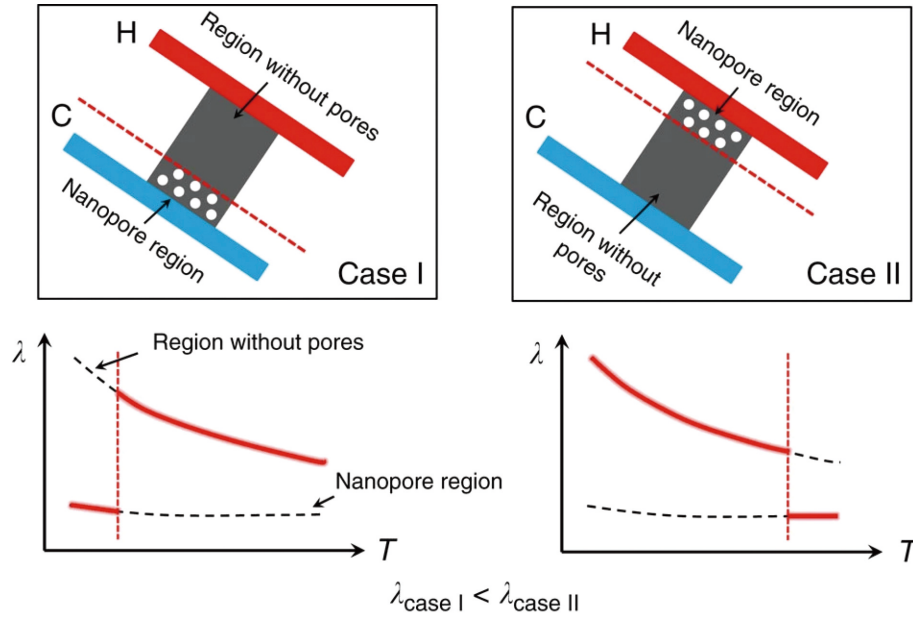 H
Region without pores
C
Nanopore region
Case I
H
Nanopore region
C
Region without
pores
Case II
λ
Region without pores
Nanopore region
T
λ
T
λcase I < λcase II